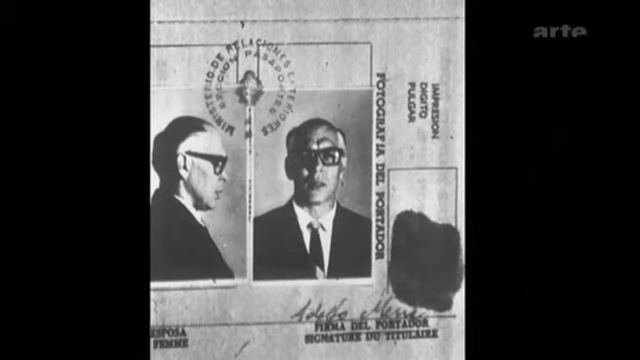 arte
MINISTERIO DE RELACIONES EXTERIORES
SECCION PASAPORTES
FOTOGRAFIA DEL PORTADOR
IMPRESION
DIGITO
PULGAR
ESPOSA
FEMME
FIRMA DEL PORTADOR
SIGNATURE DU TITULAIRE